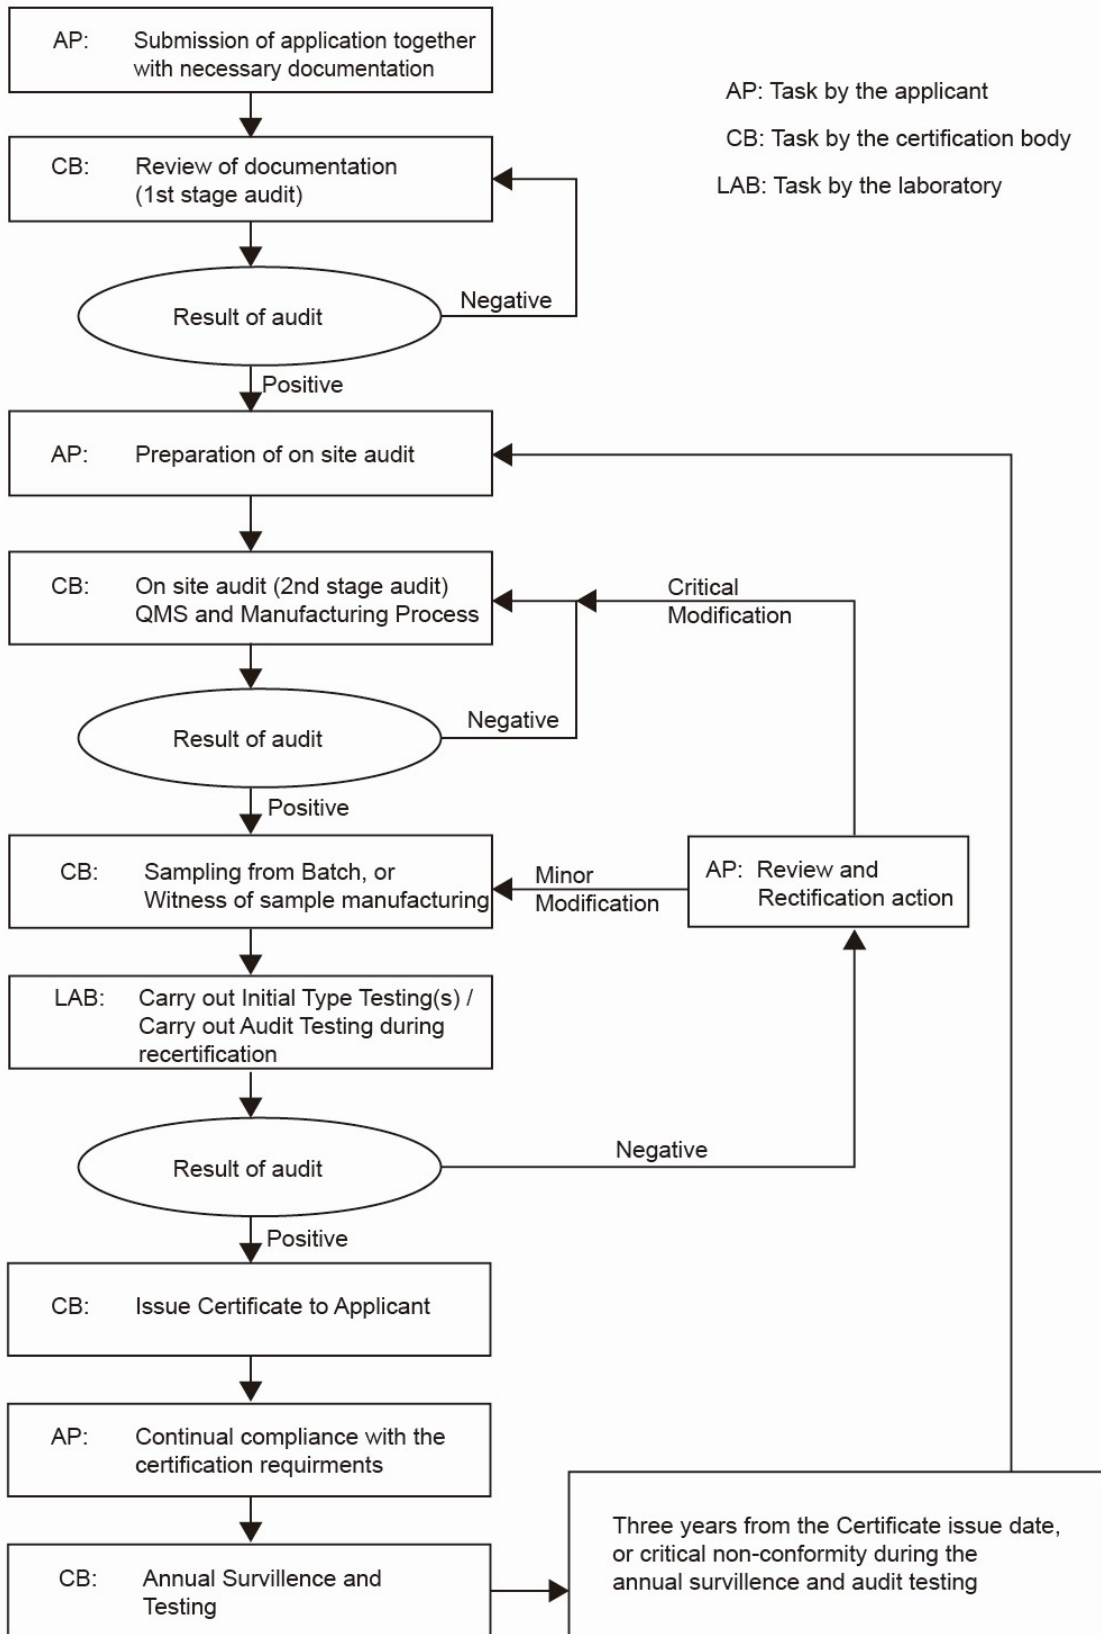 AP: Submission of application together
with necessary documentation
AP: Task by the applicant
CB: Task by the certification body
LAB: Task by the laboratory
CB: Review of documentation
(1st stage audit)
Negative
Result of audit
Positive
AP: Preparation of on site audit
CB: On site audit (2nd stage audit)
QMS and Manufacturing Process
Critical
Modification
Negative
Result of audit
Positive
CB: Sampling from Batch, or
Witness of sample manufacturing
Minor
Modification
AP: Review and
Rectification action
LAB: Carry out Initial Type Testing(s) /
Carry out Audit Testing during
recertification
Result of audit
Negative
Positive
CB: Issue Certificate to Applicant
AP: Continual compliance with the
certification requirments
CB: Annual Survillence and
Testing
Three years from the Certificate issue date,
or critical non-conformity during the
annual survillence and audit testing